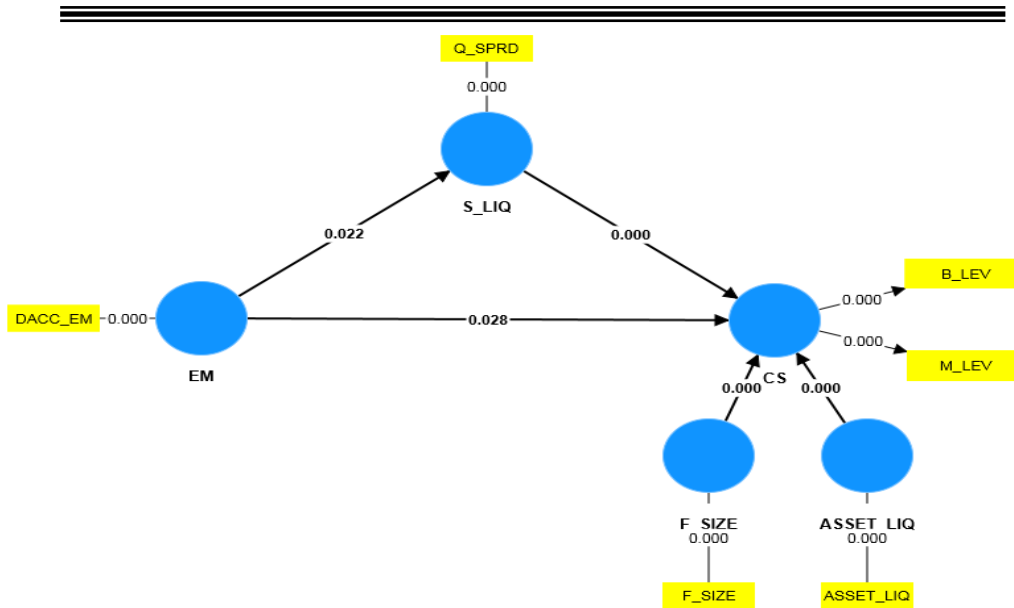 Q_SPRD
0.000
S_LIQ
0.022
0.000
B_LEV
0.000
DACC_EM
0.000
0.028
0.000
M_LEV
EM
CS
0.000
0.000
F_SIZE
ASSET_LIQ
0.000
0.000
F_SIZE
ASSET_LIQ